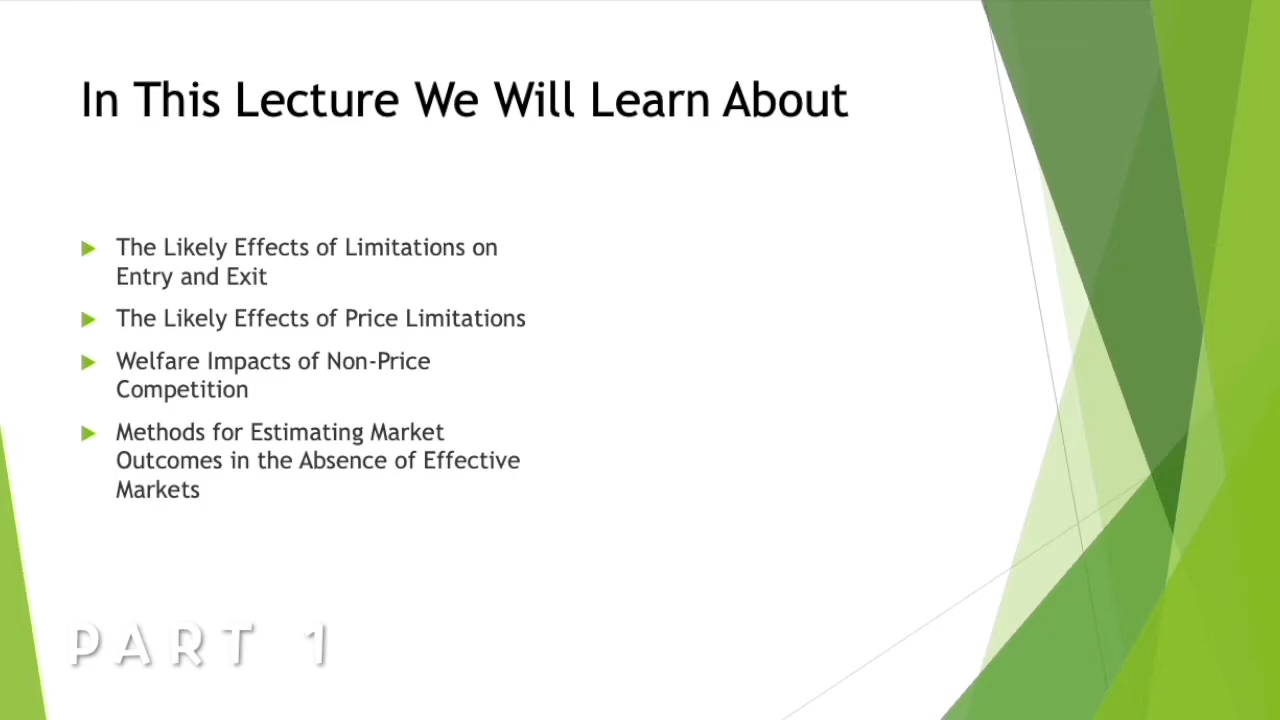 In This Lecture We Will Learn About
The Likely Effects of Limitations on
Entry and Exit
The Likely Effects of Price Limitations
Welfare Impacts of Non-Price
Competition
Methods for Estimating Market
Outcomes in the Absence of Effective
Markets
PART 1